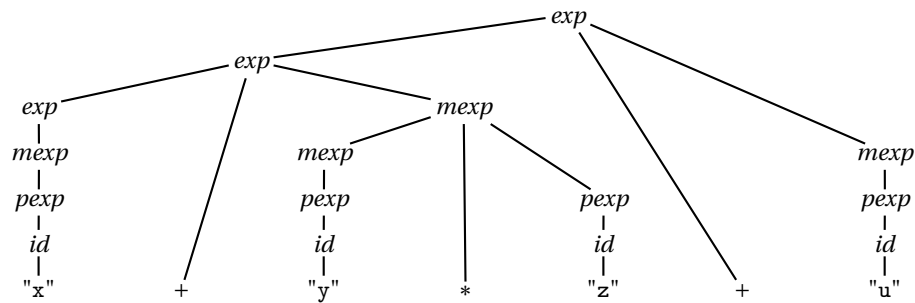 exp
exp
exp mexp
mexp mexp mexp
pexp pexp pexp pexp
id id id id
"x" + "y" * "z" + "u"